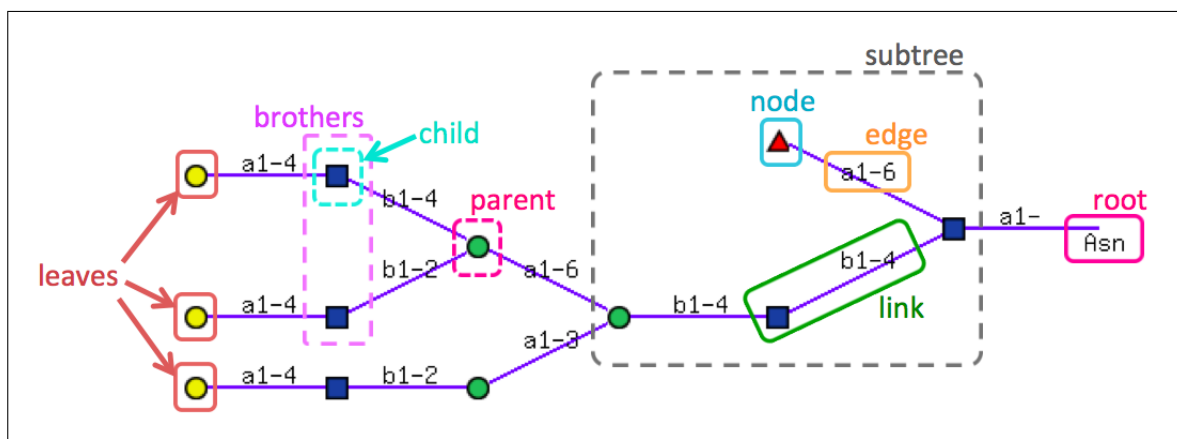 subtree
node
brothers
child
edge
a1-4
a1-6
b1-4
parent
root
a1-
Asn
leaves
b1-2
a1-6
b1-4
a1-4
b1-4
link
a1-3
a1-4
b1-2